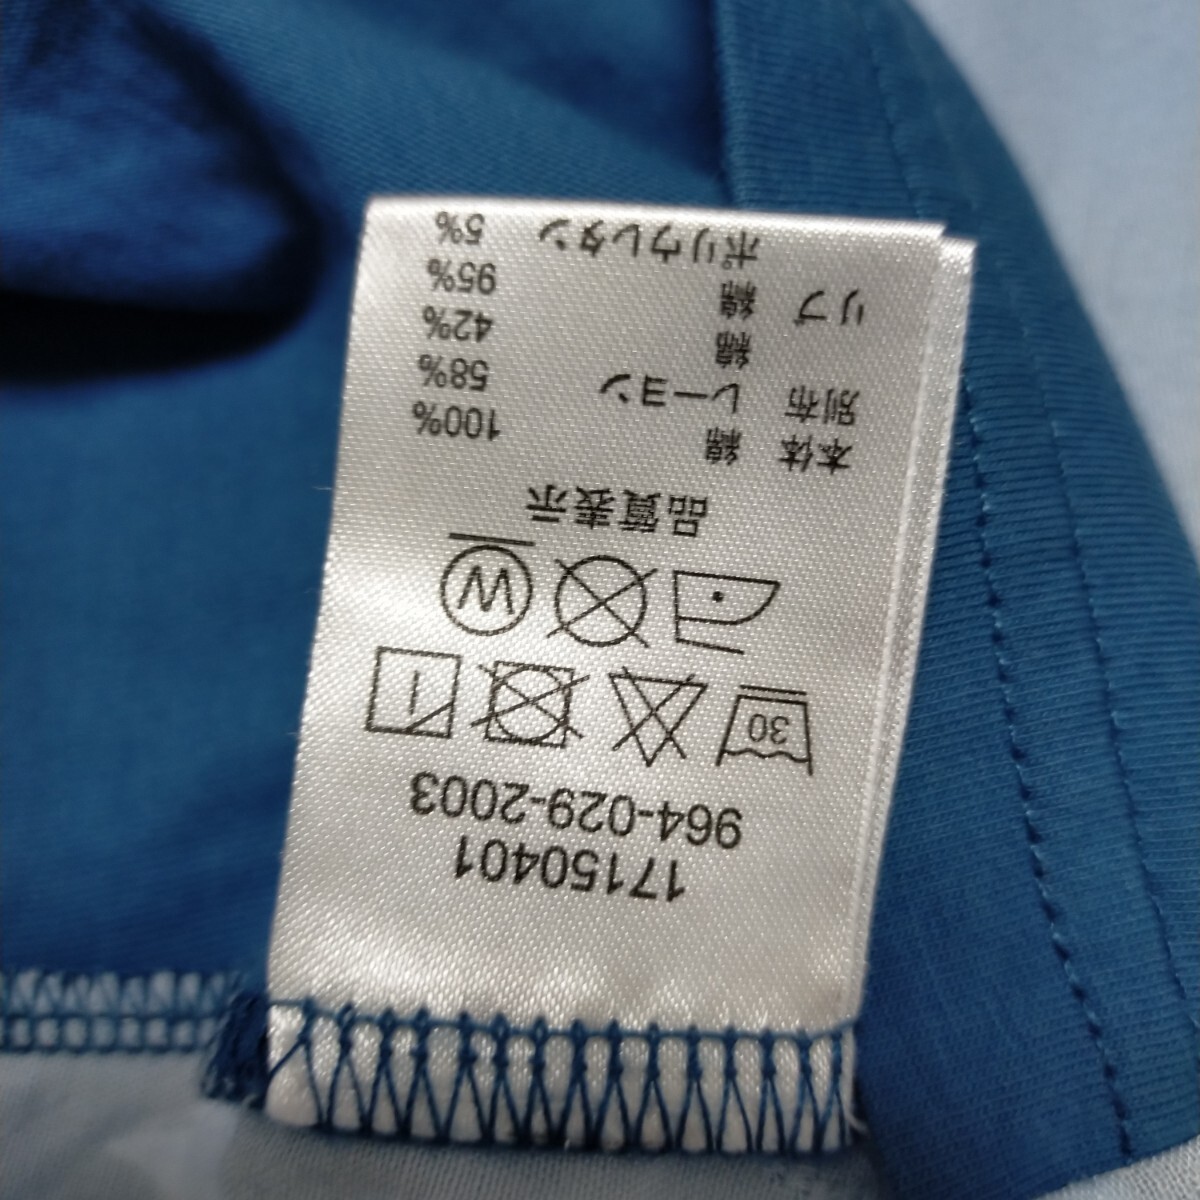 17150401
964-029-2003
30
W
品質表示
本体 綿 100%
別布 レーヨン 58%
綿 42%
リブ 綿 95%
ポリウレタン 5%